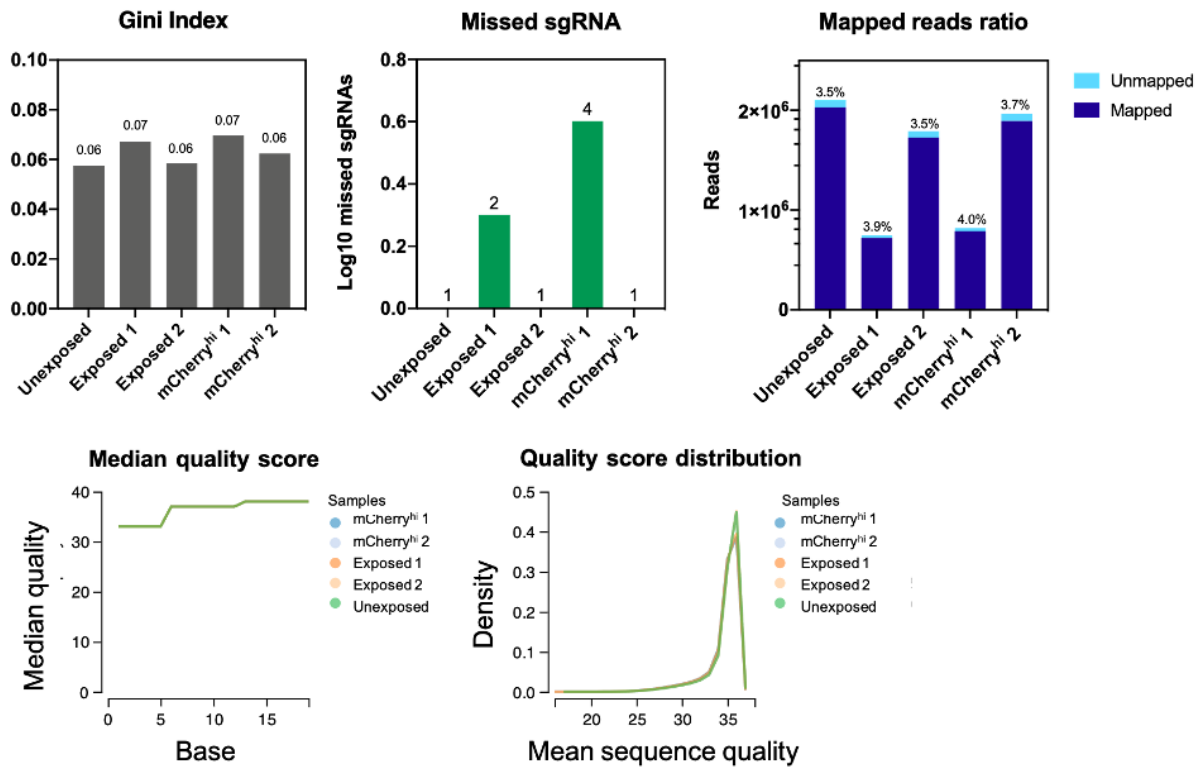 Gini Index
0.10
0.08
0.06
0.04
0.02
0.00
0.06
0.07
0.06
0.07
0.06
Unexposed
Exposed 1
Exposed 2
mCherryhi 1
mCherryhi 2
Missed sgRNA
Log10 missed sgRNAs
0.8
0.6
0.4
0.2
0.0
1
2
1
4
1
Unexposed
Exposed 1
Exposed 2
mCherryhi 1
mCherryhi 2
Mapped reads ratio
Reads
2×10⁶
1×10⁶
0
3.5%
3.9%
3.5%
4.0%
3.7%
Unexposed
Exposed 1
Exposed 2
mCherryhi 1
mCherryhi 2
Unmapped
Mapped
Median quality score
Median quality
40
30
20
10
0
0
5
10
15
Base
Samples
mCherryhi 1
mCherryhi 2
Exposed 1
Exposed 2
Unexposed
Quality score distribution
Density
0.5
0.4
0.3
0.2
0.1
0.0
20
25
30
35
Mean sequence quality
Samples
mCherryhi 1
mCherryhi 2
Exposed 1
Exposed 2
Unexposed